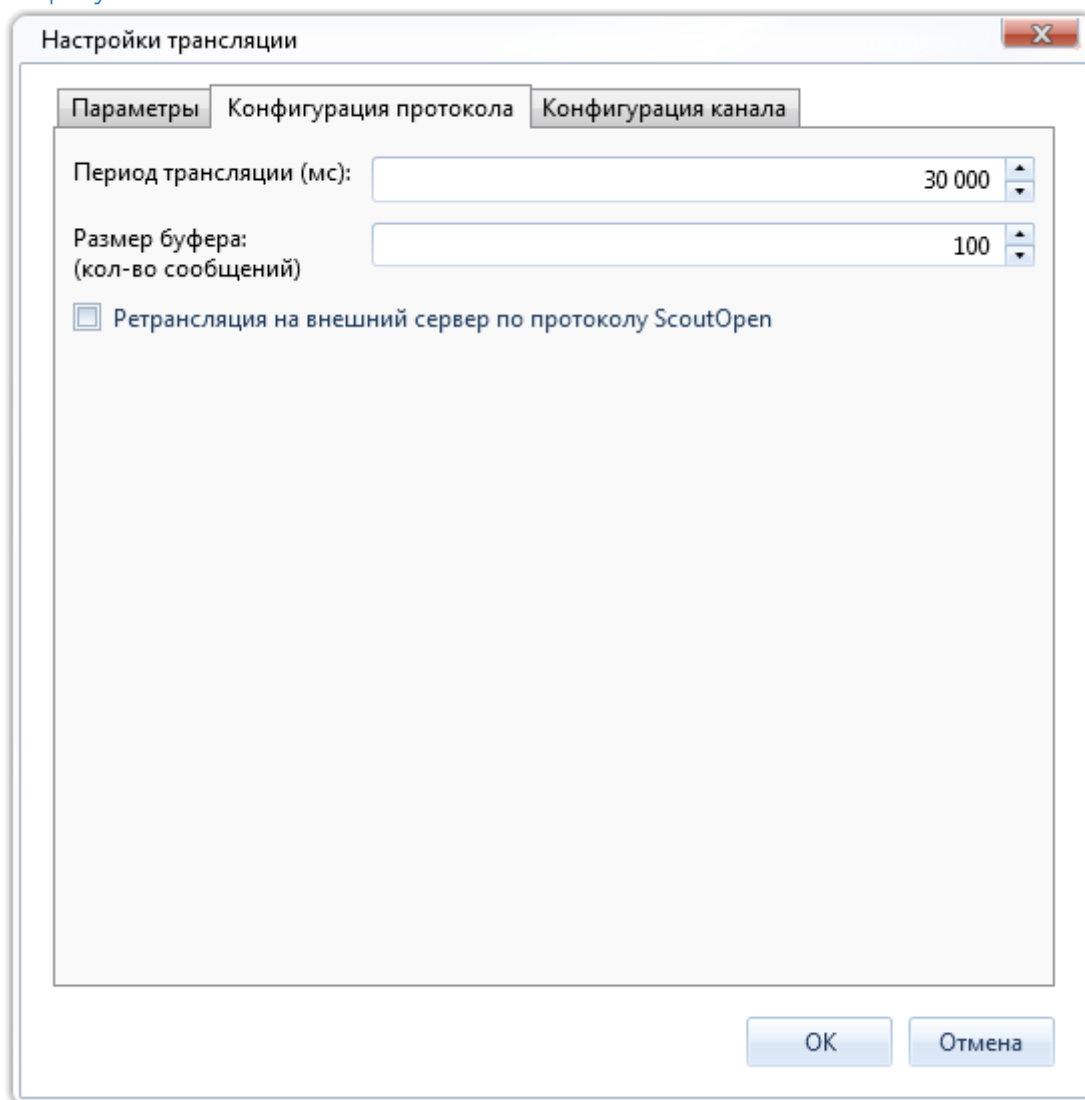 Настройки трансляции
Параметры Конфигурация протокола Конфигурация канала
Период трансляции (мс): 30 000
Размер буфера: 100
(кол-во сообщений)
Ретрансляция на внешний сервер по протоколу ScoutOpen
ОК Отмена